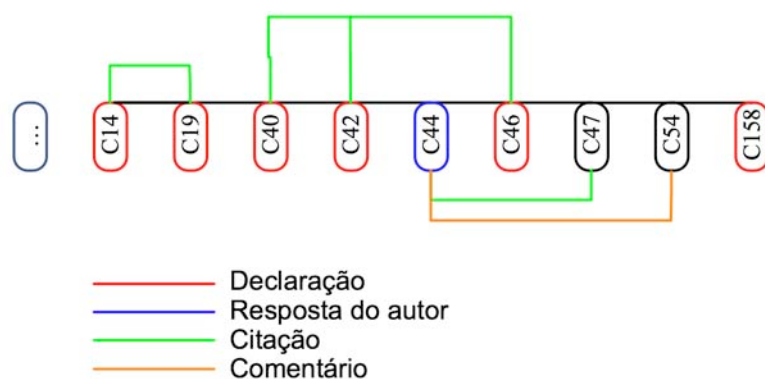 ...
C14
C19
C40
C42
C44
C46
C47
C54
C158
Declaração
Resposta do autor
Citação
Comentário